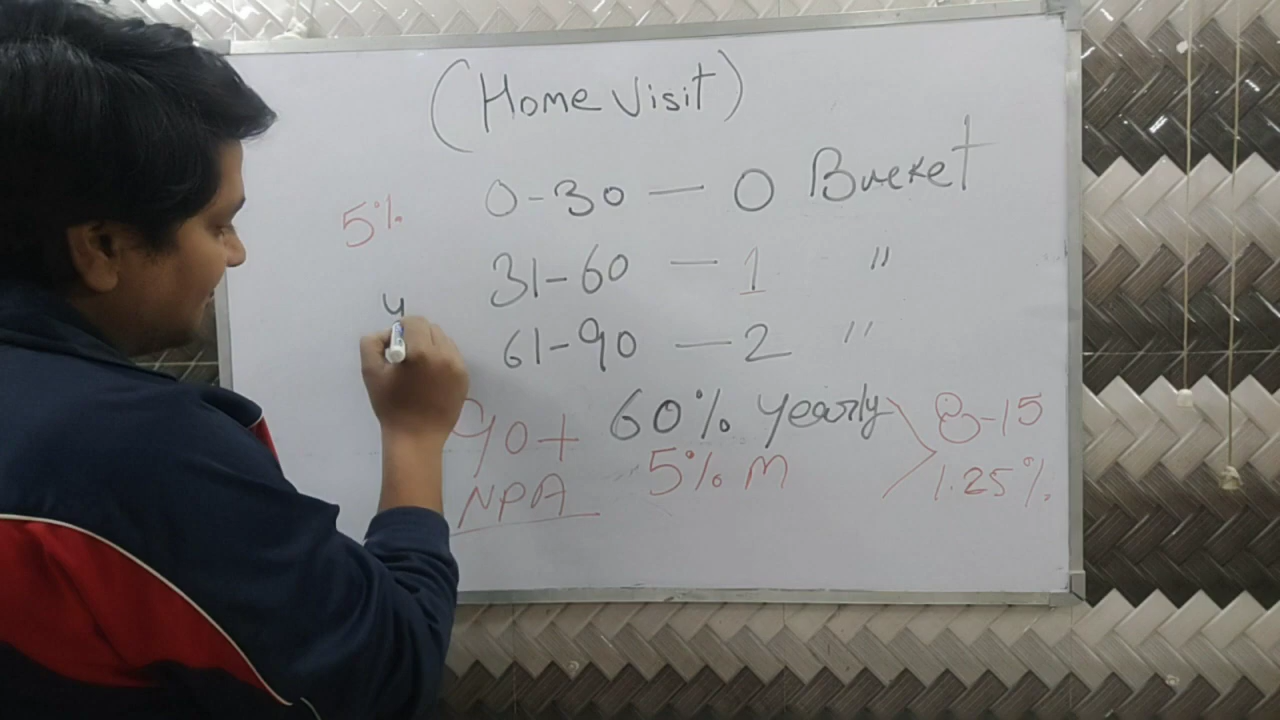 (Home Visit)
5%
0-30 — 0 Bucket
31-60 — 1 "
4
61-90 — 2 "
90+ 60% yearly 8-15
NPA 5% M 1.25%